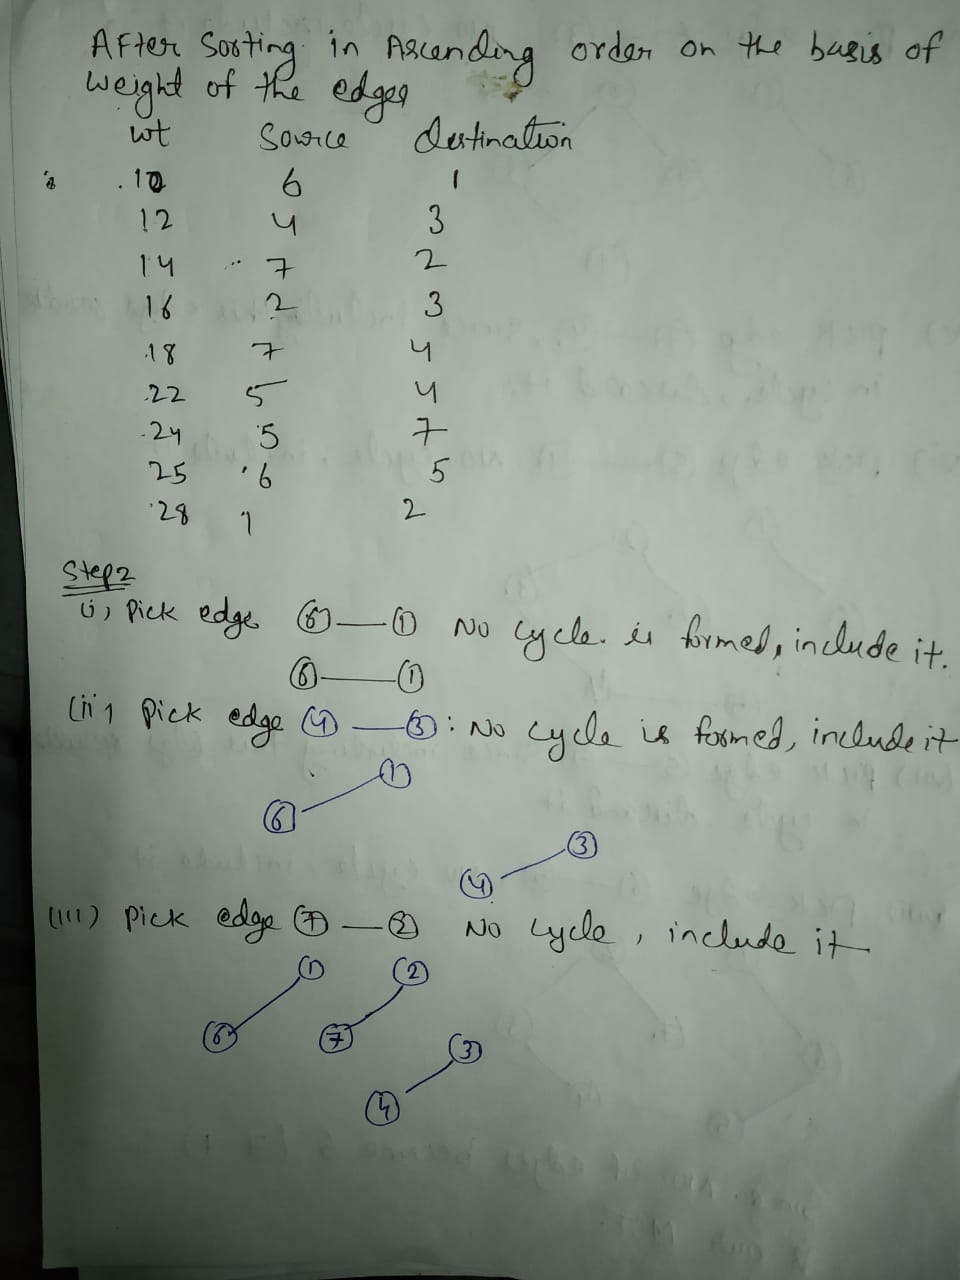 After Sorting in Ascending order on the basis of
weight of the edges
wt Source destination
10 6 1
12 4 3
14 7 2
16 2 3
18 7 4
22 5 4
24 5 7
25 6 5
28 1 2
Step2
(i) Pick edge 6 — 1 No cycle is formed, include it.
6 — 1
(ii) Pick edge 4 — 3: No cycle is formed, include it
1
6
3
4
(iii) Pick edge 7 — 2 No cycle, include it
1 2
6 7
3
4